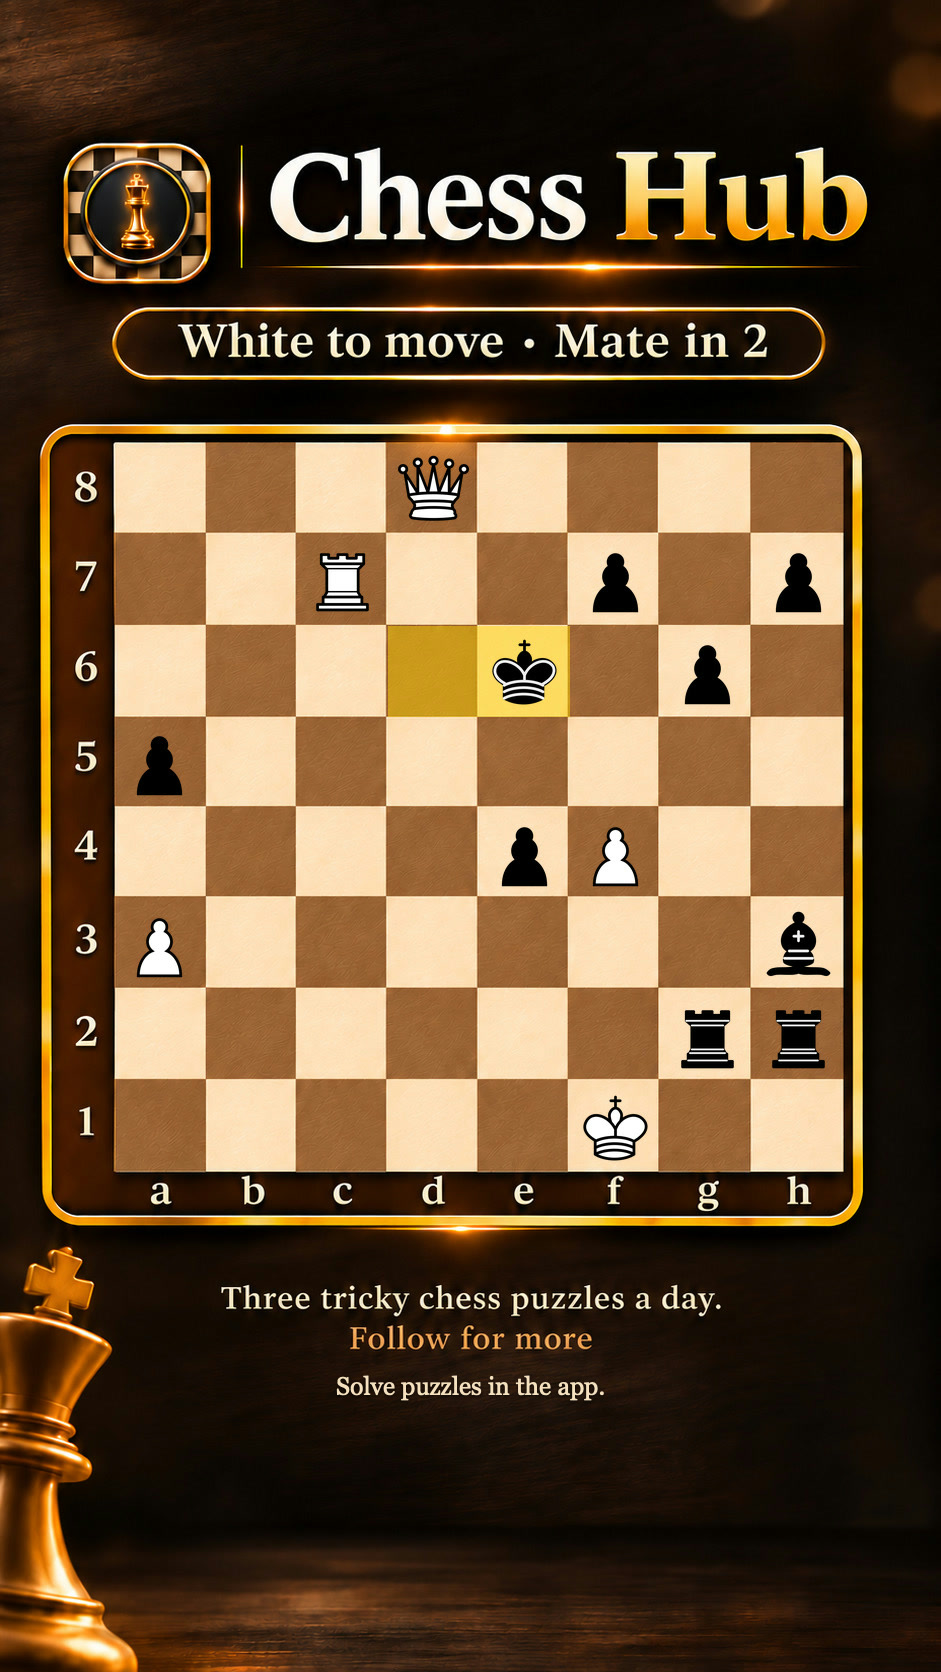 Chess Hub
White to move • Mate in 2
8
7
6
5
4
3
2
1
a b c d e f g h
Three tricky chess puzzles a day.
Follow for more
Solve puzzles in the app.